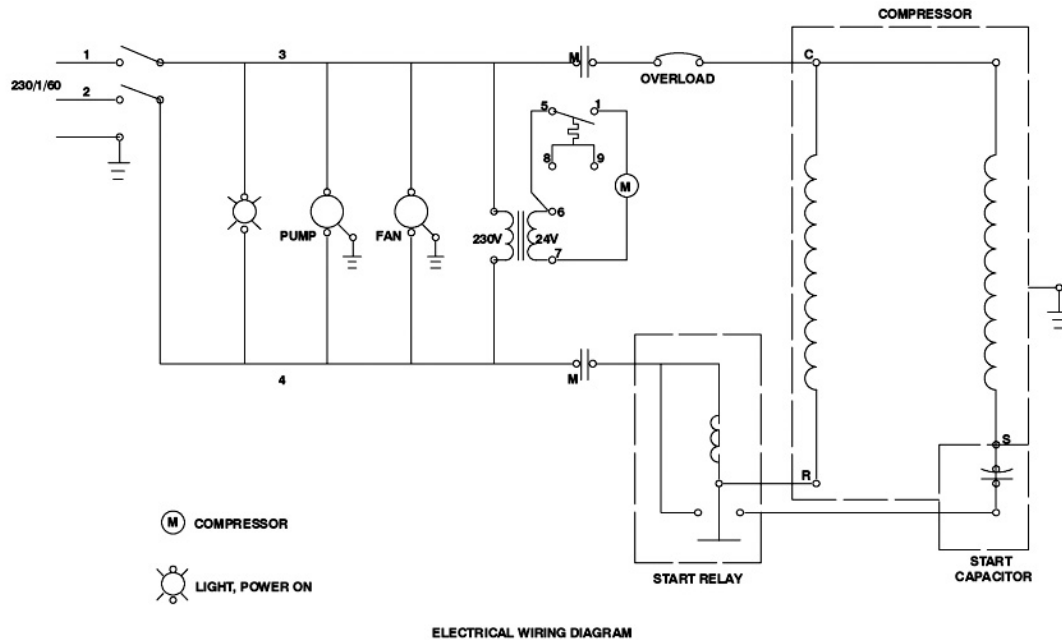 COMPRESSOR
1
3
M
C
OVERLOAD
230/1/60
2
5
1
8
9
M
6
PUMP
FAN
230V
24V
7
4
M
S
R
M COMPRESSOR
START RELAY
START
CAPACITOR
LIGHT, POWER ON
ELECTRICAL WIRING DIAGRAM